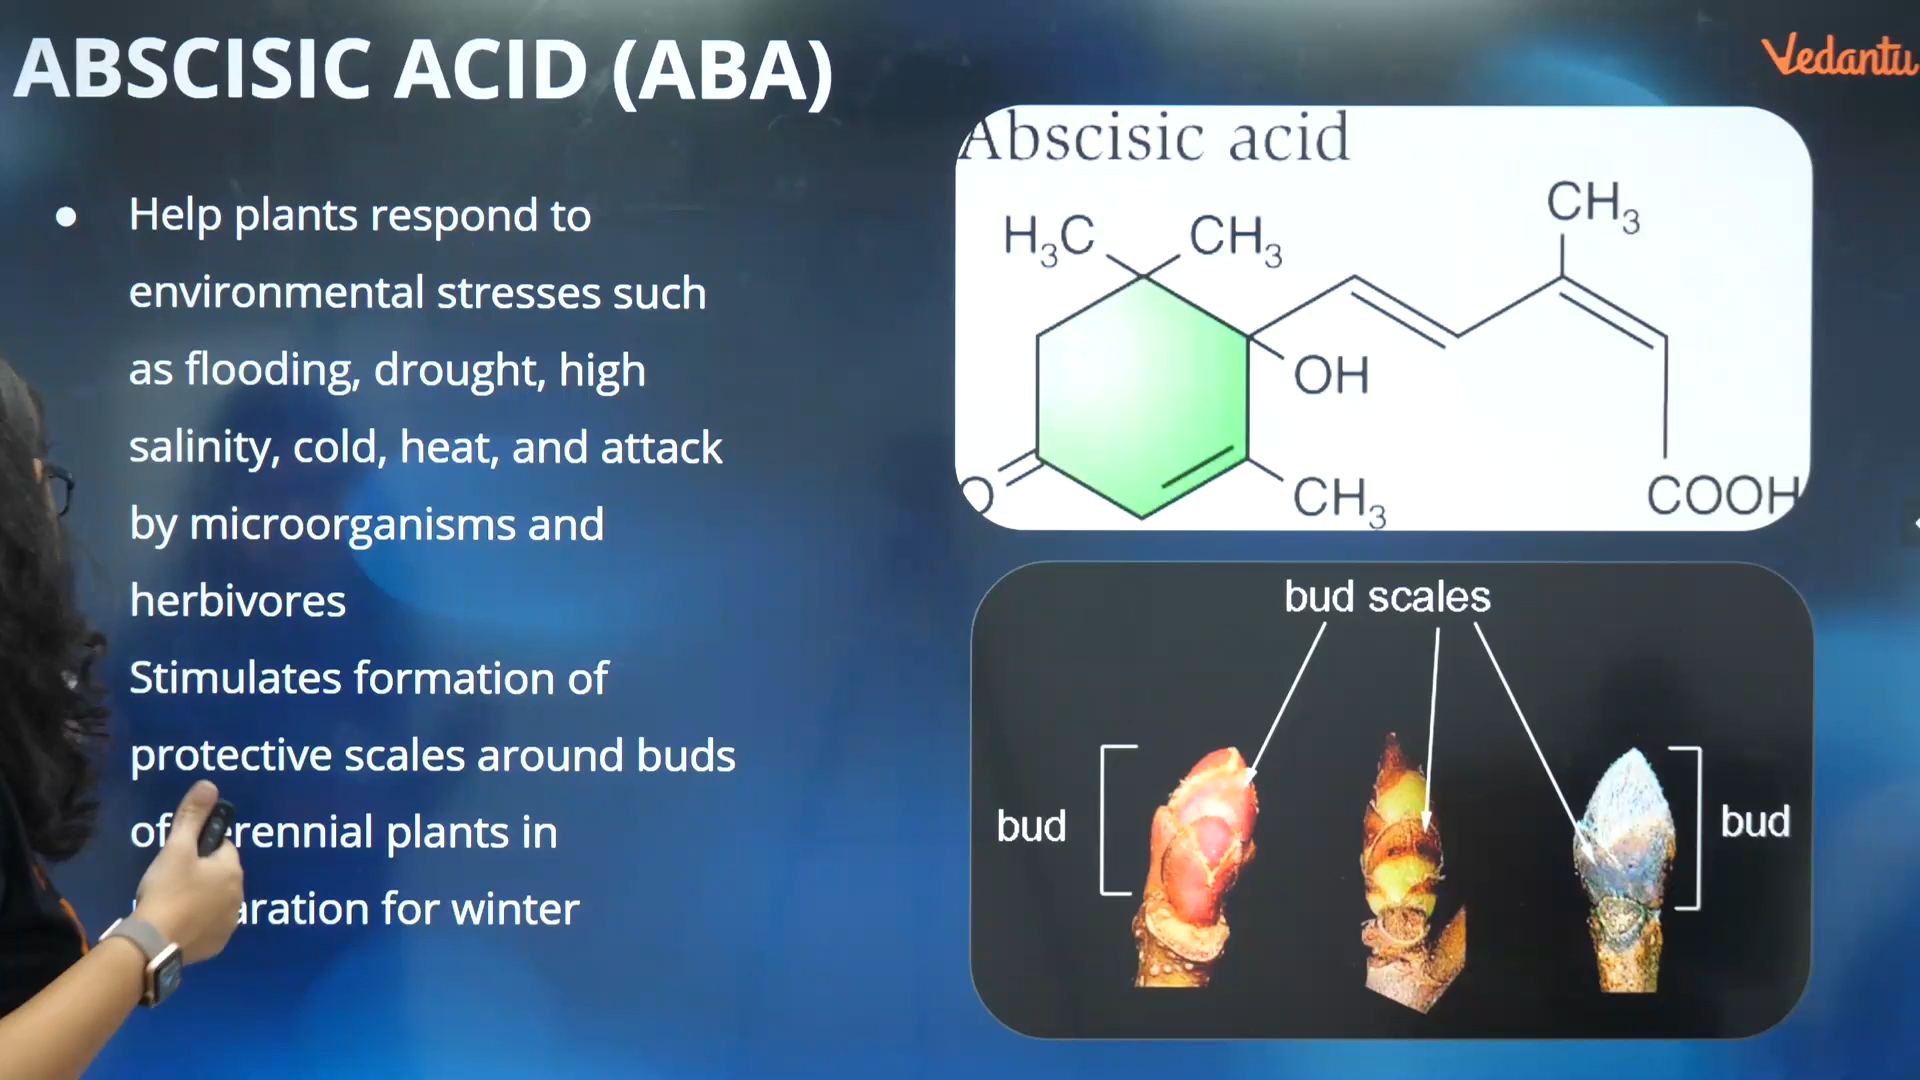 ABSCISIC ACID (ABA)
Vedantu
Help plants respond to
environmental stresses such
as flooding, drought, high
salinity, cold, heat, and attack
by microorganisms and
herbivores
Stimulates formation of
protective scales around buds
of plants in
for winter
Abscisic acid
H3C CH3
CH3
OH
O
CH3
COOH
bud scales
bud
bud